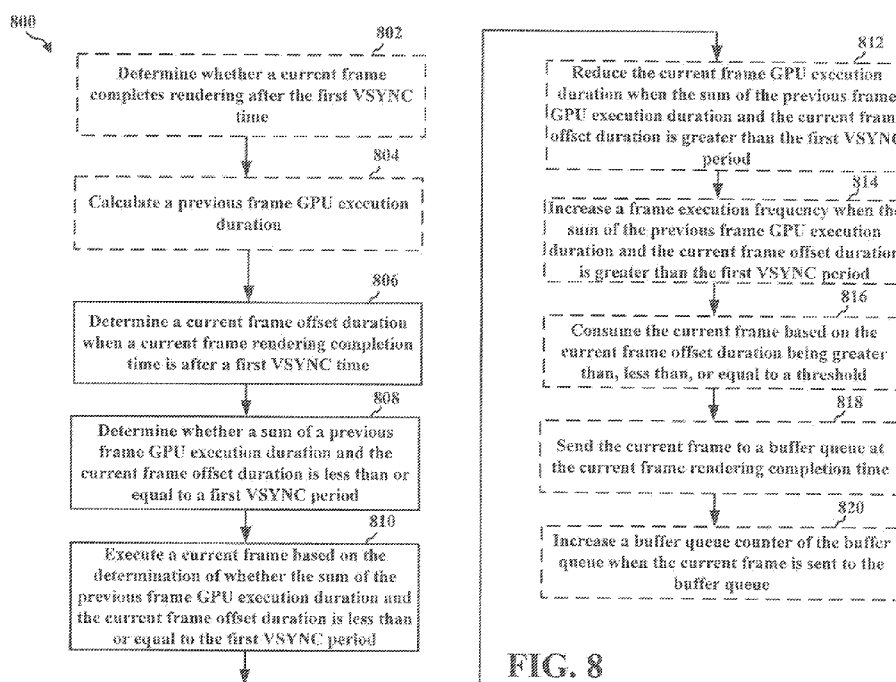 800
802
Determine whether a current frame
completes rendering after the first VSYNC
time
804
Calculate a previous frame GPU execution
duration
806
Determine a current frame offset duration
when a current frame rendering completion
time is after a first VSYNC time
808
Determine whether a sum of a previous
frame GPU execution duration and the
current frame offset duration is less than or
equal to a first VSYNC period
810
Execute a current frame based on the
determination of whether the sum of the
previous frame GPU execution duration and
the current frame offset duration is less than
or equal to the first VSYNC period
812
Reduce the current frame GPU execution
duration when the sum of the previous frame
GPU execution duration and the current fram
offset duration is greater than the first VSYNC
period
814
Increase a frame execution frequency when the
sum of the previous frame GPU execution
duration and the current frame offset duration
is greater than the first VSYNC period
816
Consume the current frame based on the
current frame offset duration being greater
than, less than, or equal to a threshold
818
Send the current frame to a buffer queue at
the current frame rendering completion time
820
Increase a buffer queue counter of the buffer
queue when the current frame is sent to the
buffer queue
FIG. 8